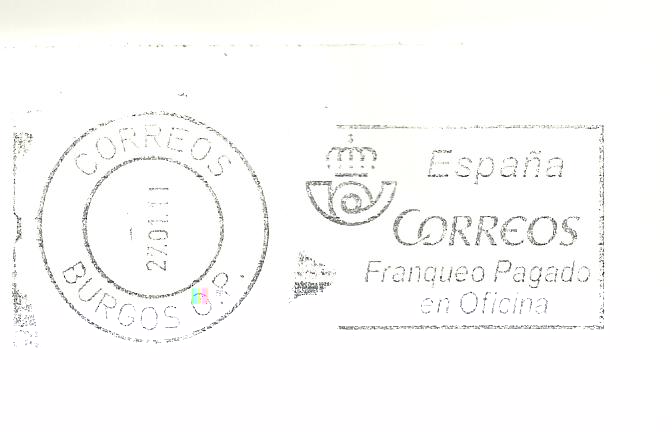 CORREOS
27.01.11
BURGOS O.P.
España
CORREOS
Franqueo Pagado
en Oficina